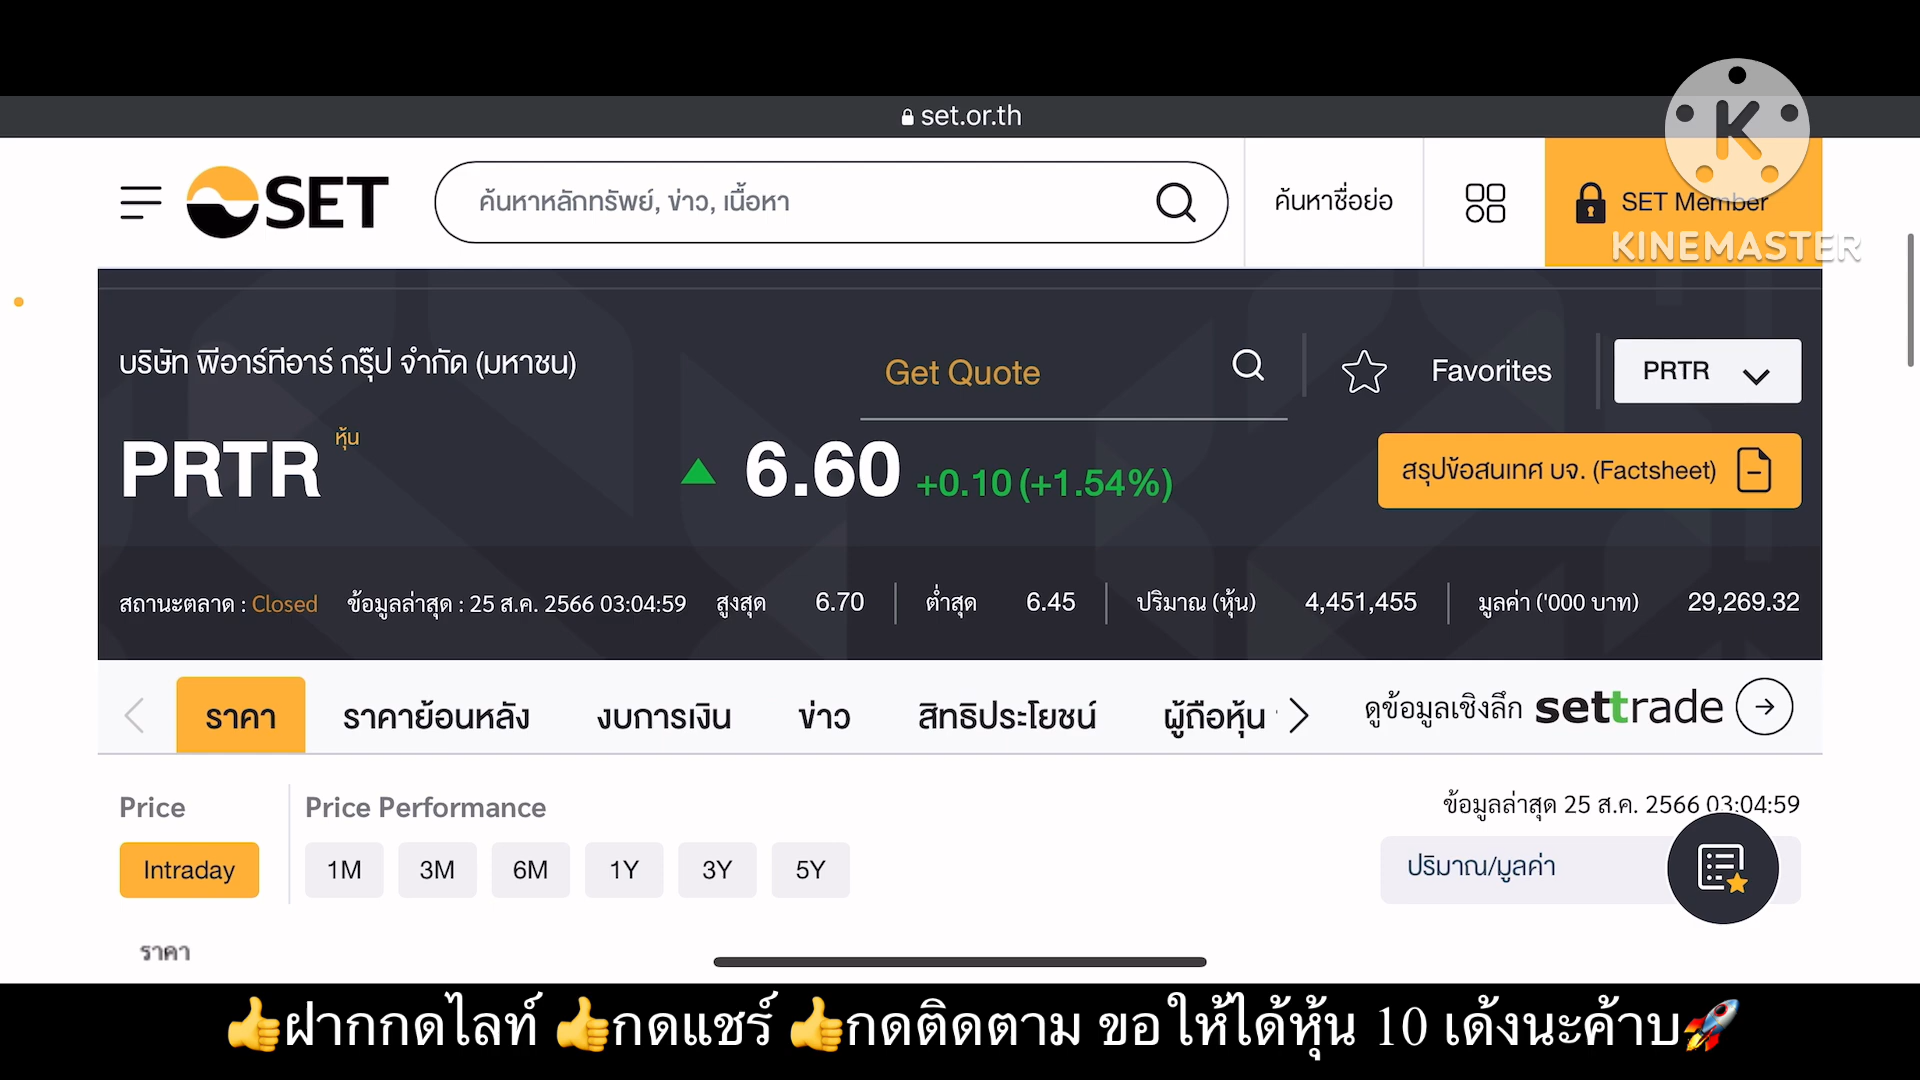 set.or.th
SET
ค้นหาหลักทรัพย์, ข่าว, เนื้อหา
ค้นหาชื่อย่อ
SET Member
K
KINEMASTER
บริษัท พีอาร์ทีอาร์ กรุ๊ป จำกัด (มหาชน)
Get Quote
Favorites
PRTR
PRTR หุ้น
6.60 +0.10 (+1.54%)
สรุปข้อสนเทศ บจ. (Factsheet)
สถานะตลาด : Closed ข้อมูลล่าสุด : 25 ส.ค. 2566 03:04:59 สูงสุด 6.70 ต่ำสุด 6.45 ปริมาณ (หุ้น) 4,451,455 มูลค่า ('000 บาท) 29,269.32
ราคา ราคาย้อนหลัง งบการเงิน ข่าว สิทธิประโยชน์ ผู้ถือหุ้น ดูข้อมูลเชิงลึก settrade
Price Price Performance ข้อมูลล่าสุด 25 ส.ค. 2566 03:04:59
Intraday 1M 3M 6M 1Y 3Y 5Y ปริมาณ/มูลค่า
ราคา
👍ฝากกดไลท์ 👍กดแชร์ 👍กดติดตาม ขอให้ได้หุ้น 10 เด้งนะค้าบ🚀